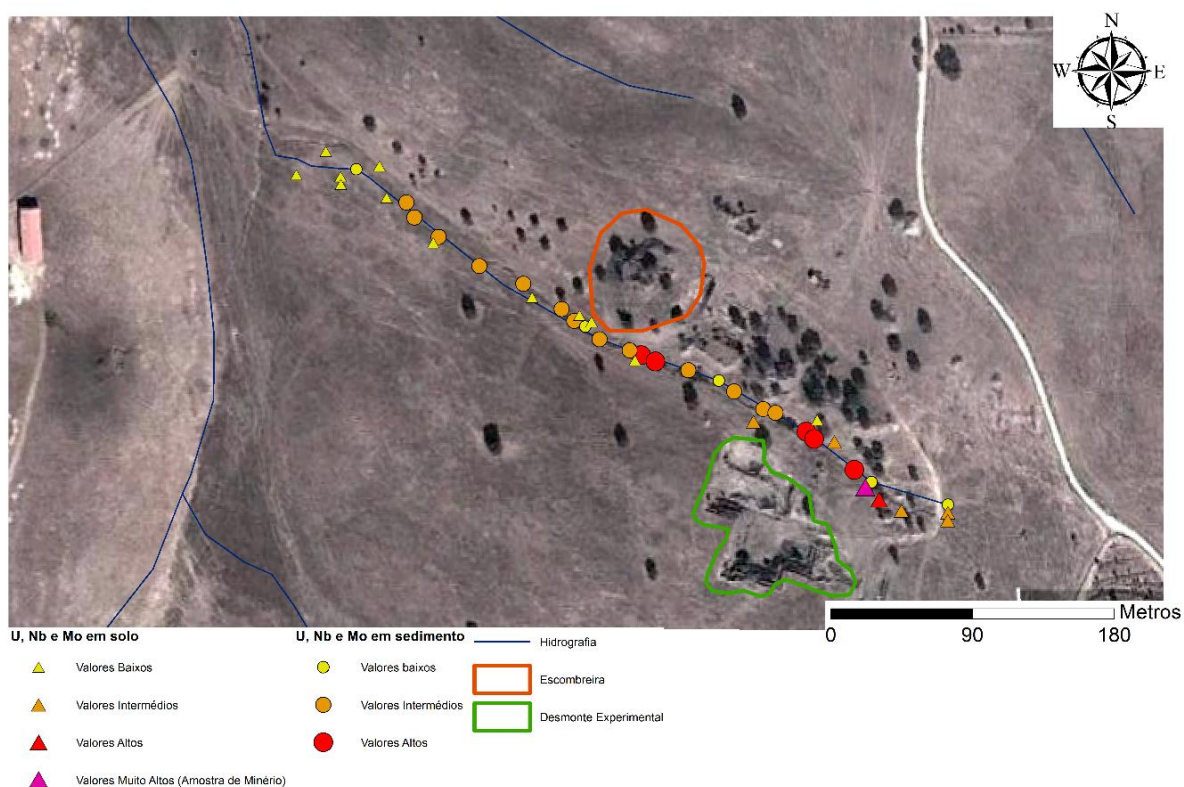 N
W E
S
Metros
0 90 180
U, Nb e Mo em solo
Valores Baixos
Valores Intermédios
Valores Altos
Valores Muito Altos (Amostra de Minério)
U, Nb e Mo em sedimento
Valores baixos
Valores Intermédios
Valores Altos
Hidrografia
Escombreira
Desmonte Experimental